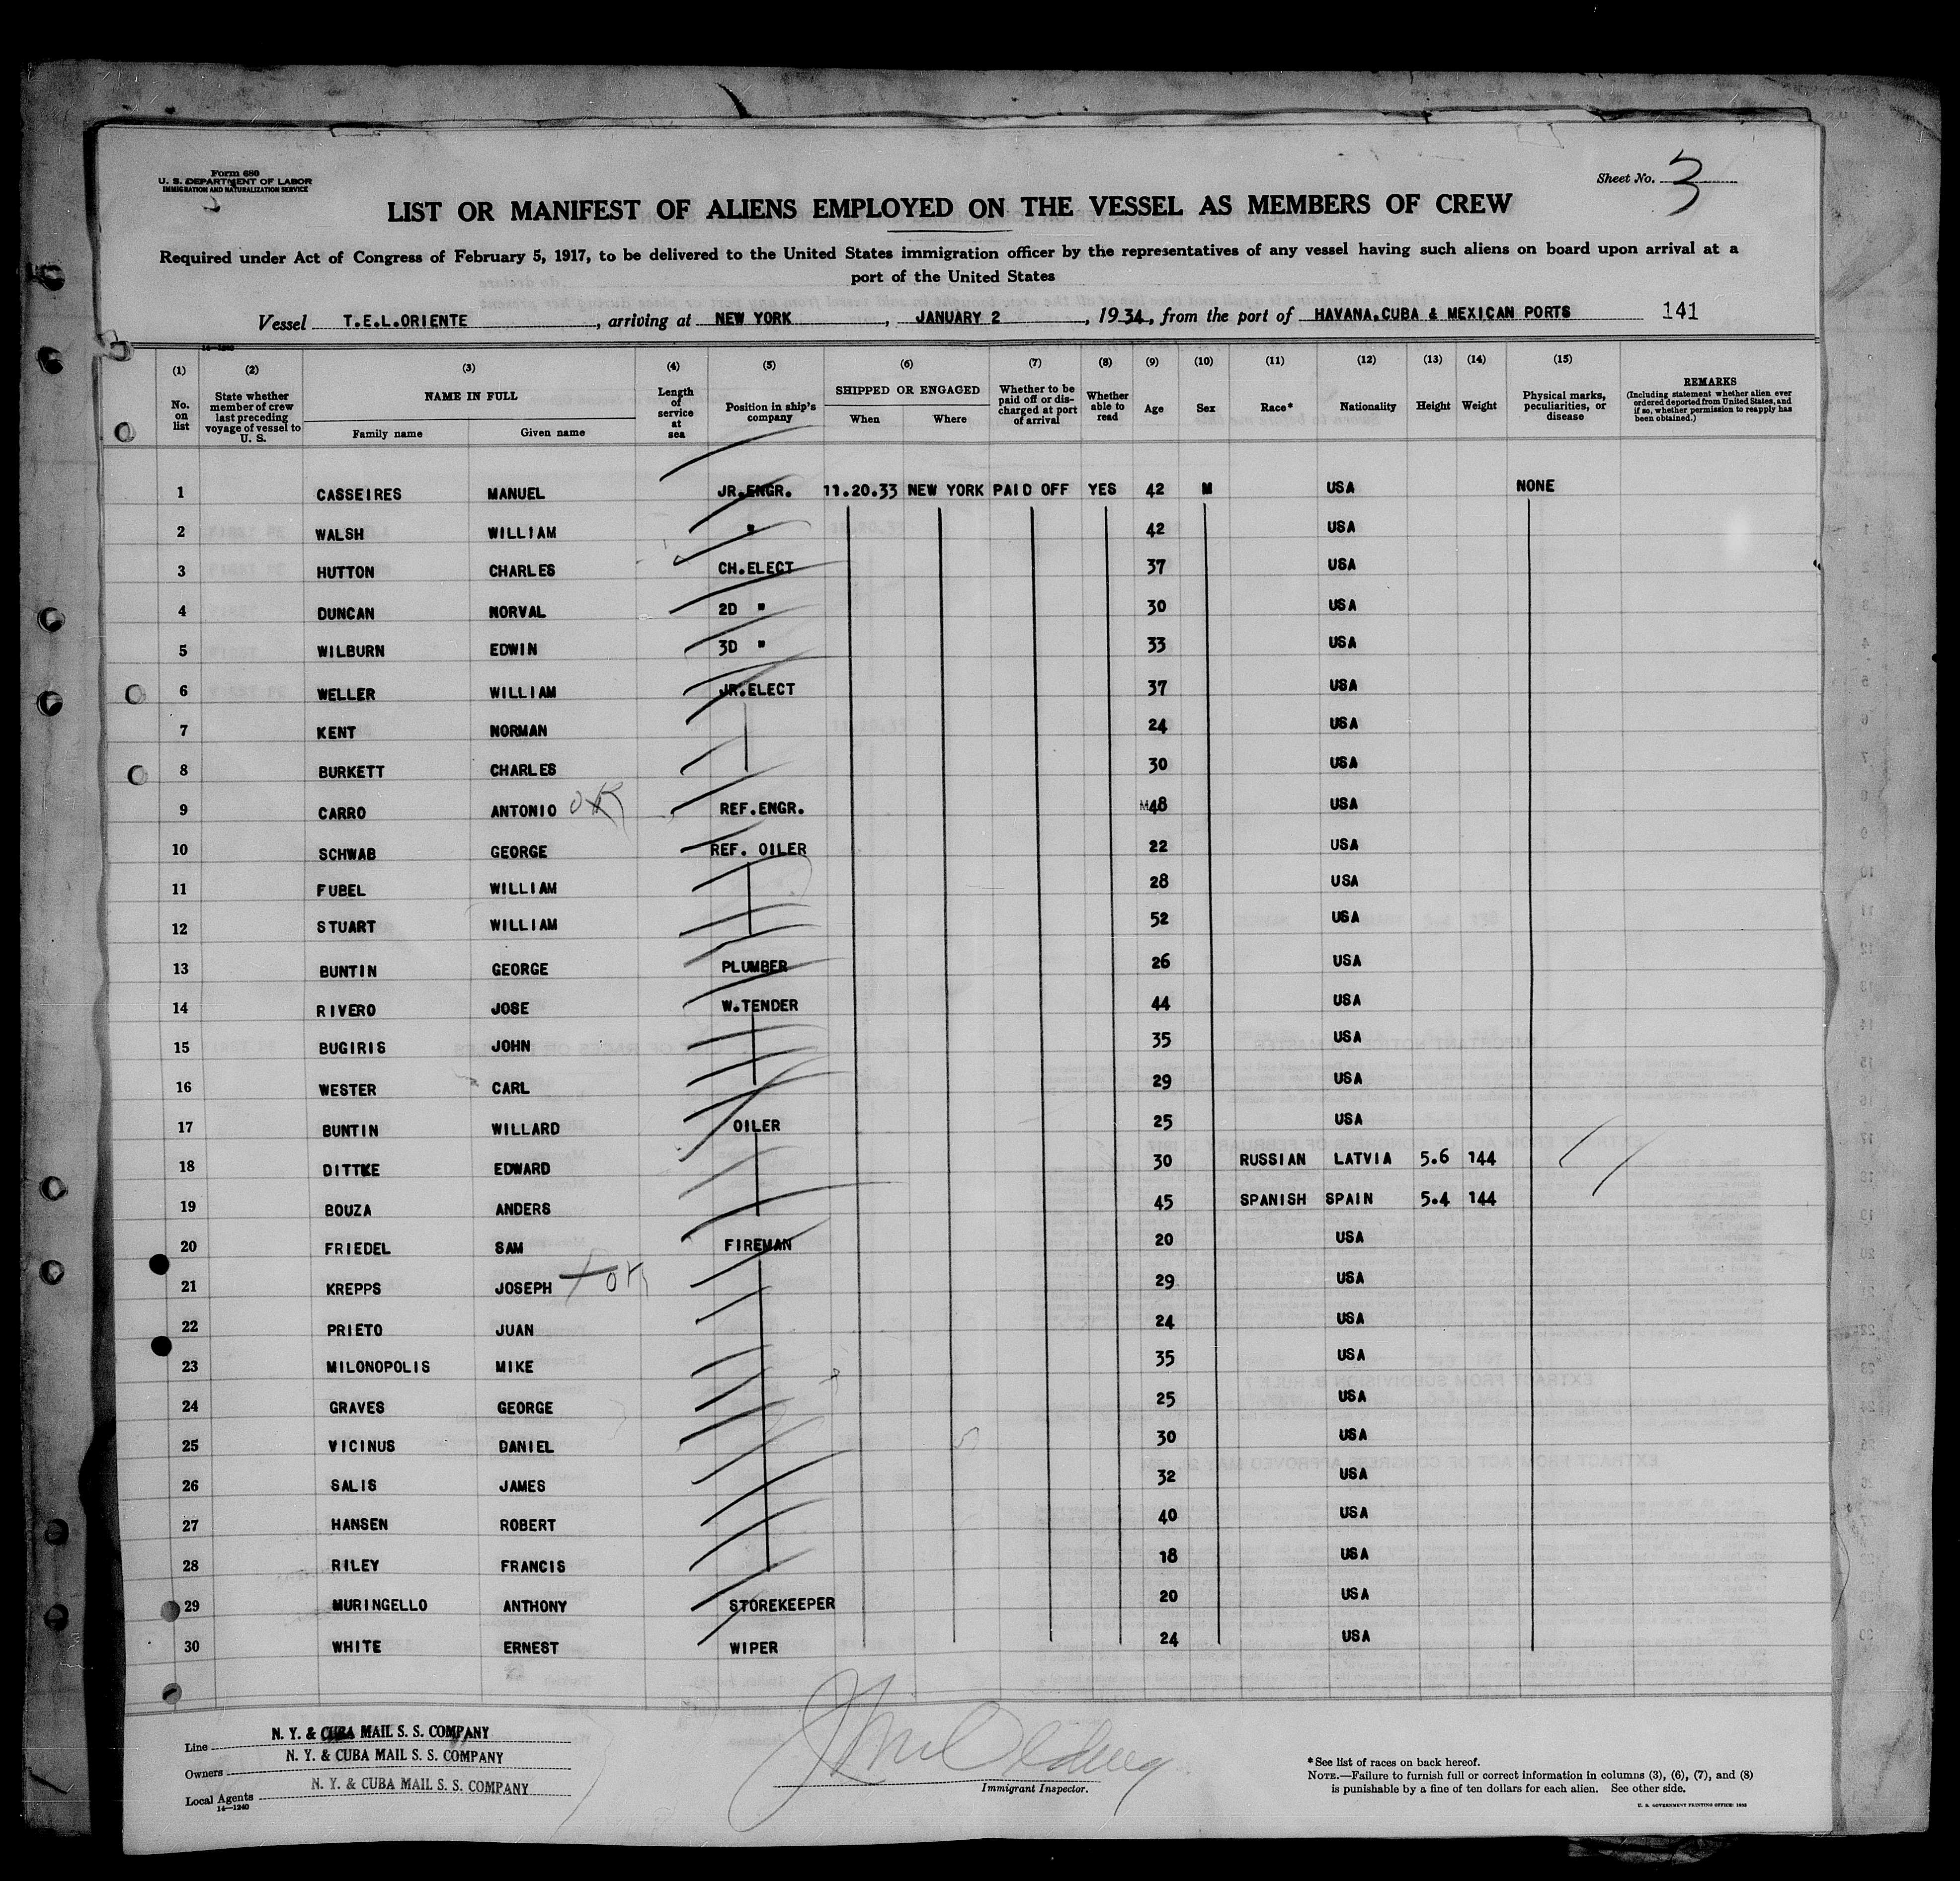 Form 680
U. S. DEPARTMENT OF LABOR
IMMIGRATION AND NATURALIZATION SERVICE
Sheet No. 3
LIST OR MANIFEST OF ALIENS EMPLOYED ON THE VESSEL AS MEMBERS OF CREW
Required under Act of Congress of February 5, 1917, to be delivered to the United States immigration officer by the representatives of any vessel having such aliens on board upon arrival at a
port of the United States
Vessel T.E.L.ORIENTE, arriving at NEW YORK, JANUARY 2, 1934, from the port of HAVANA.CUBA & MEXICAN PORTS 141
14-1240
(1) No. on list
(2) State whether member of crew last preceding voyage of vessel to U. S.
(3) NAME IN FULL Family name Given name
(4) Length of service at sea
(5) Position in ship's company
(6) SHIPPED OR ENGAGED When Where
(7) Whether to be paid off or discharged at port of arrival
(8) Whether able to read
(9) Age
(10) Sex
(11) Race*
(12) Nationality
(13) Height
(14) Weight
(15) Physical marks, peculiarities, or disease
REMARKS (Including statement whether alien ever ordered deported from United States, and if so, whether permission to reapply has been obtained.)
1 CASSEIRES MANUEL JR.ENGR. 11.20.33 NEW YORK PAID OFF YES 42 M USA NONE
2 WALSH WILLIAM " 42 USA
3 HUTTON CHARLES CH.ELECT 37 USA
4 DUNCAN NORVAL 2D " 30 USA
5 WILBURN EDWIN 3D " 33 USA
6 WELLER WILLIAM JR.ELECT 37 USA
7 KENT NORMAN 24 USA
8 BURKETT CHARLES 30 USA
9 CARRO ANTONIO OK REF.ENGR. 48 USA
10 SCHWAB GEORGE REF. OILER 22 USA
11 FUBEL WILLIAM 28 USA
12 STUART WILLIAM 52 USA
13 BUNTIN GEORGE PLUMBER 26 USA
14 RIVERO JOSE W.TENDER 44 USA
15 BUGIRIS JOHN 35 USA
16 WESTER CARL 29 USA
17 BUNTIN WILLARD OILER 25 USA
18 DITTKE EDWARD 30 RUSSIAN LATVIA 5.6 144
19 BOUZA ANDERS 45 SPANISH SPAIN 5.4 144
20 FRIEDEL SAM FIREMAN 20 USA
21 KREPPS JOSEPH OK 29 USA
22 PRIETO JUAN 24 USA
23 MILONOPOLIS MIKE 35 USA
24 GRAVES GEORGE 25 USA
25 VICINUS DANIEL 30 USA
26 SALIS JAMES 32 USA
27 HANSEN ROBERT 40 USA
28 RILEY FRANCIS 18 USA
29 MURINGELLO ANTHONY STOREKEEPER 20 USA
30 WHITE ERNEST WIPER 24 USA
Line N. Y. & CUBA MAIL S. S. COMPANY
Owners N. Y. & CUBA MAIL S. S. COMPANY
Local Agents N. Y. & CUBA MAIL S. S. COMPANY
14-1240
Immigrant Inspector.
*See list of races on back hereof.
NOTE.—Failure to furnish full or correct information in columns (3), (6), (7), and (8)
is punishable by a fine of ten dollars for each alien. See other side.
U. S. GOVERNMENT PRINTING OFFICE: 1933